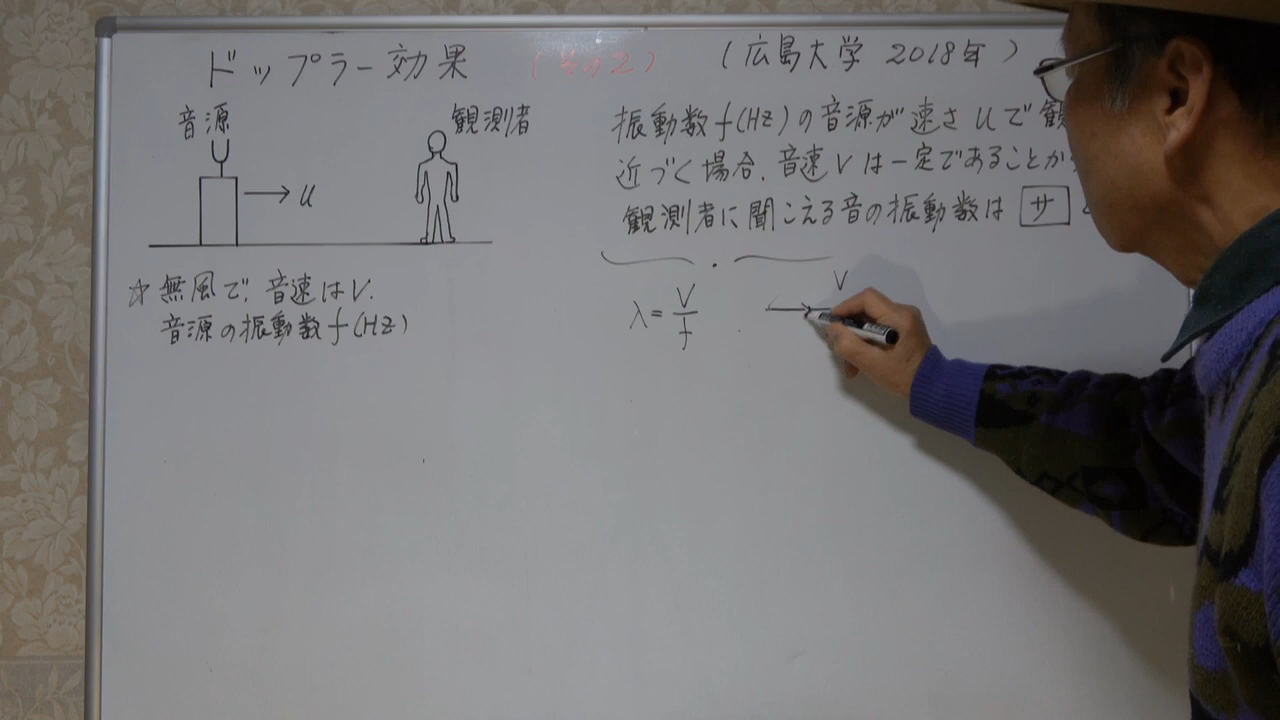 ドップラー効果 (その2) (広島大学 2018年)
音源
観測者
u
☆無風で、音速はV.
音源の振動数f(Hz)
振動数f(Hz)の音源が速さuで観
近づく場合、音速Vは一定であることか
観測者に聞こえる音の振動数は サ
λ = V/f
V